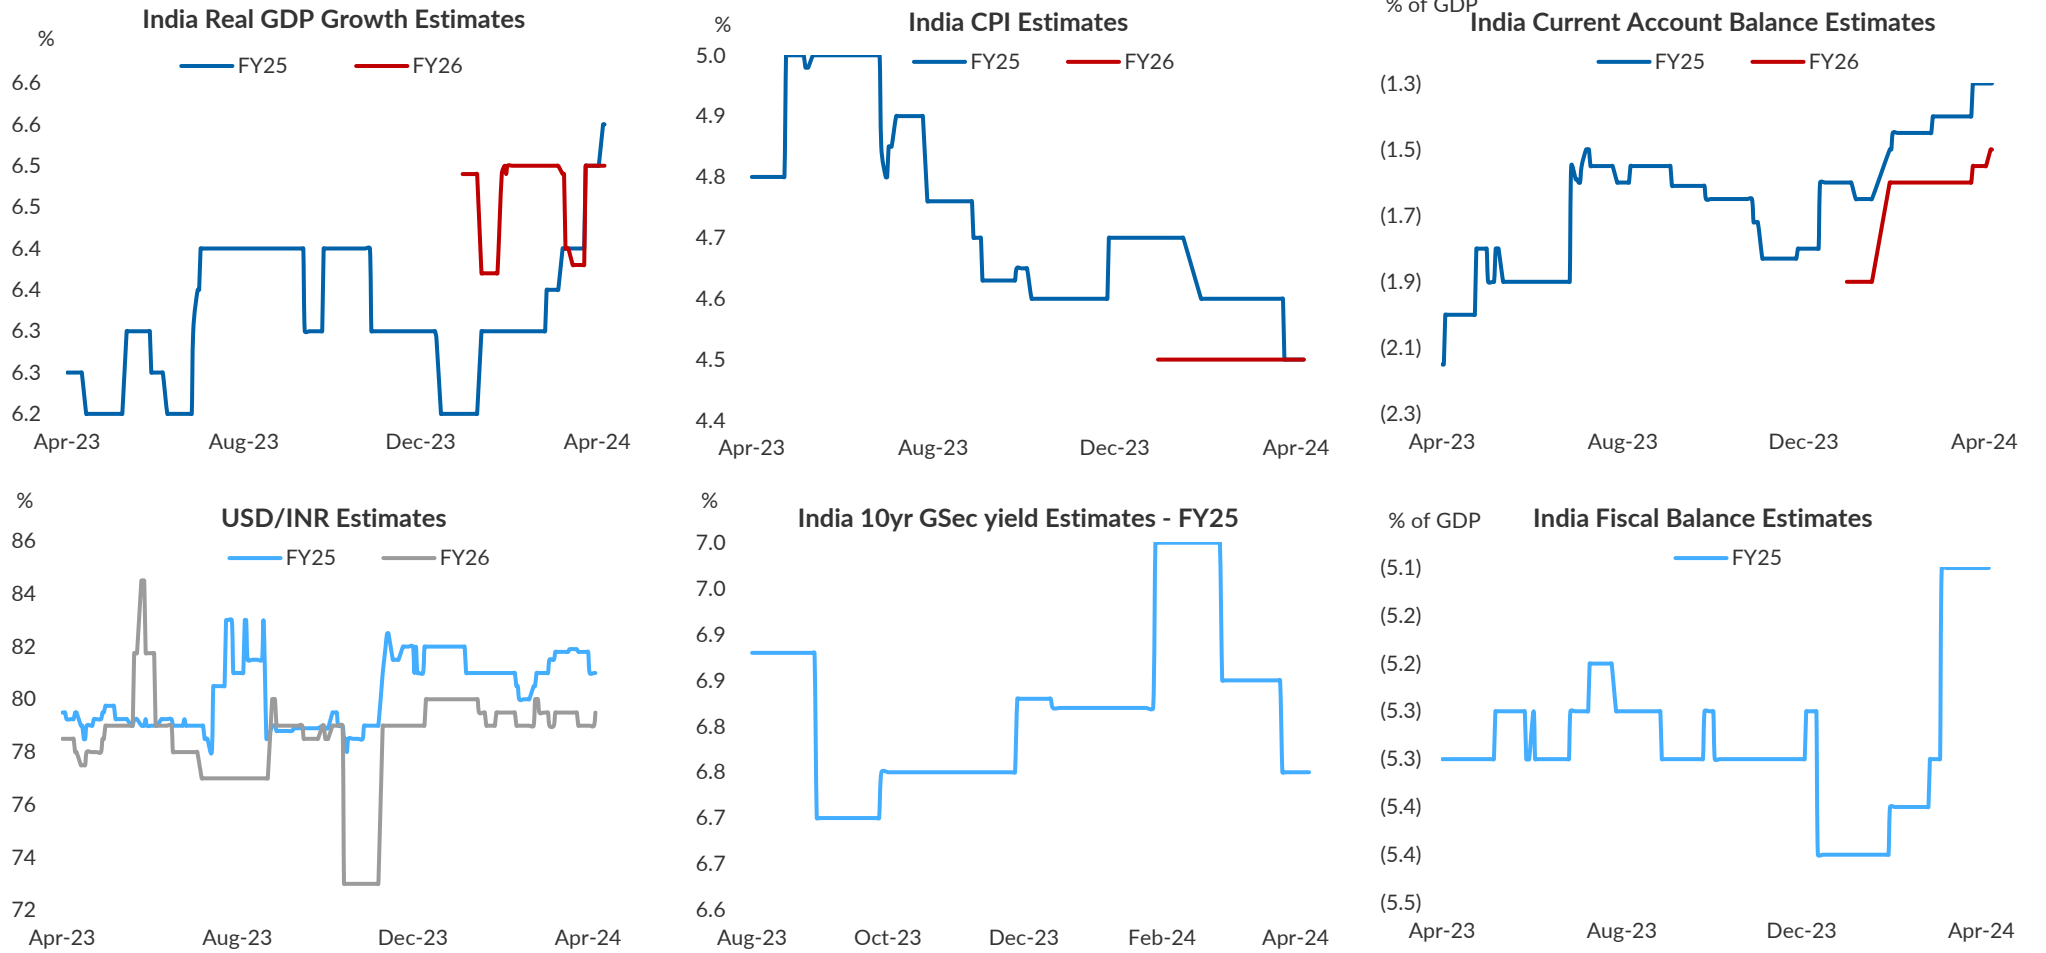 India Real GDP Growth Estimates
%
FY25 FY26
6.6
6.6
6.5
6.5
6.4
6.4
6.3
6.3
6.2
Apr-23 Aug-23 Dec-23 Apr-24
India CPI Estimates
%
FY25 FY26
5.0
4.9
4.8
4.7
4.6
4.5
4.4
Apr-23 Aug-23 Dec-23 Apr-24
% of GDP
India Current Account Balance Estimates
FY25 FY26
(1.3)
(1.5)
(1.7)
(1.9)
(2.1)
(2.3)
Apr-23 Aug-23 Dec-23 Apr-24
%
USD/INR Estimates
FY25 FY26
86
84
82
80
78
76
74
72
Apr-23 Aug-23 Dec-23 Apr-24
%
India 10yr GSec yield Estimates - FY25
7.0
7.0
6.9
6.9
6.8
6.8
6.7
6.7
6.6
Aug-23 Oct-23 Dec-23 Feb-24 Apr-24
% of GDP
India Fiscal Balance Estimates
FY25
(5.1)
(5.2)
(5.2)
(5.3)
(5.3)
(5.4)
(5.4)
(5.5)
Apr-23 Aug-23 Dec-23 Apr-24